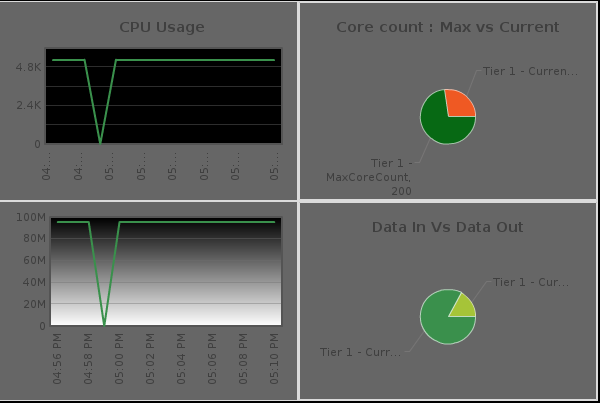 CPU Usage
4.8K
2.4K
0
04:...
04:...
05:...
05:...
05:...
05:...
05:...
05:...
Core count : Max vs Current
Tier 1 - Curren...
Tier 1 -
MaxCoreCount,
200
100M
80M
60M
40M
20M
0
04:56 PM
04:58 PM
05:00 PM
05:02 PM
05:04 PM
05:06 PM
05:08 PM
05:10 PM
Data In Vs Data Out
Tier 1 - Cur...
Tier 1 - Curr...